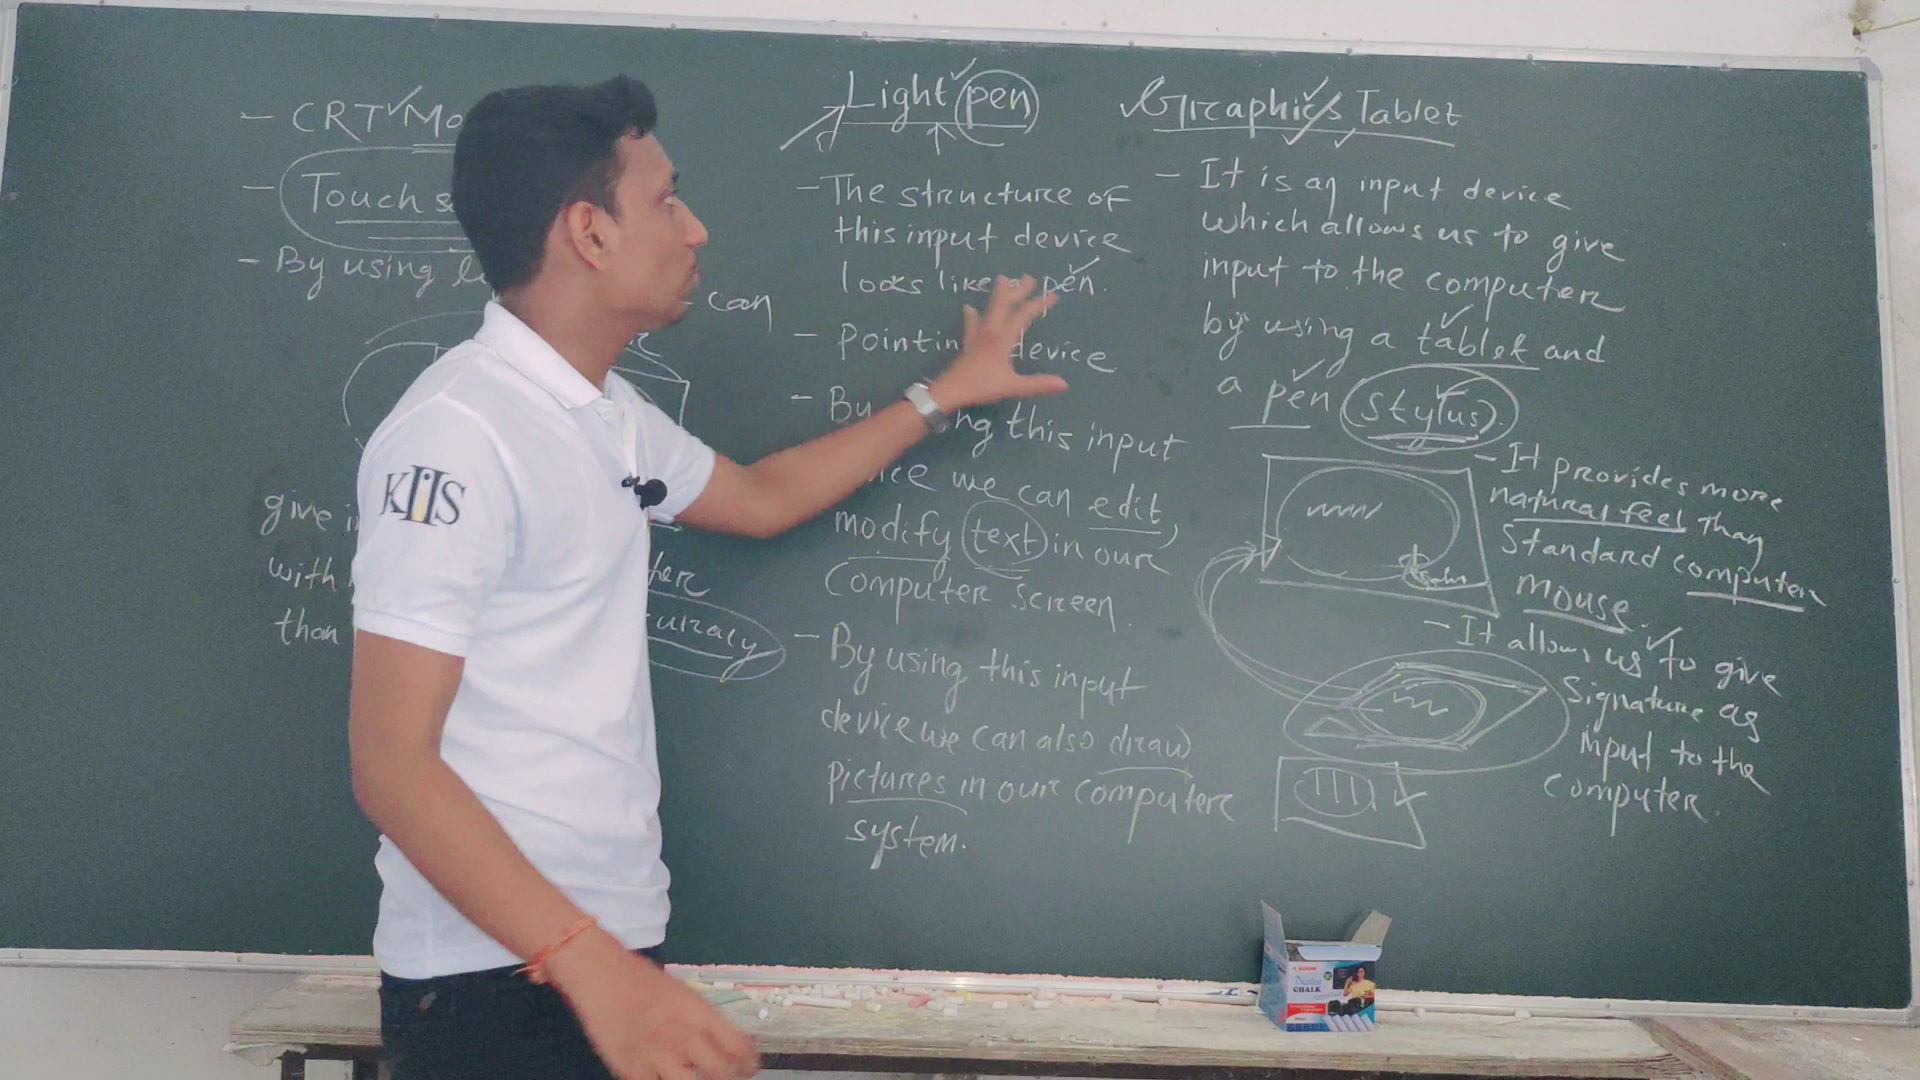 - CRT Mo
- Touch s
- By using l
can
give i
with
than
curacy
Light pen
- The structure of
this input device
looks like a pen.
- Pointin device
- By ng this input
we can edit,
modify text in our
Computer screen.
- By using this input
device we can also draw
pictures in our computer
system.
Graphics Tablet
- It is an input device
which allows us to give
input to the computer
by using a tablet and
a pen (stylus).
- It provides more
natural feel than
Standard computer
mouse.
- It allows us to give
Signature as
input to the
Computer.
KIIS
CHALK